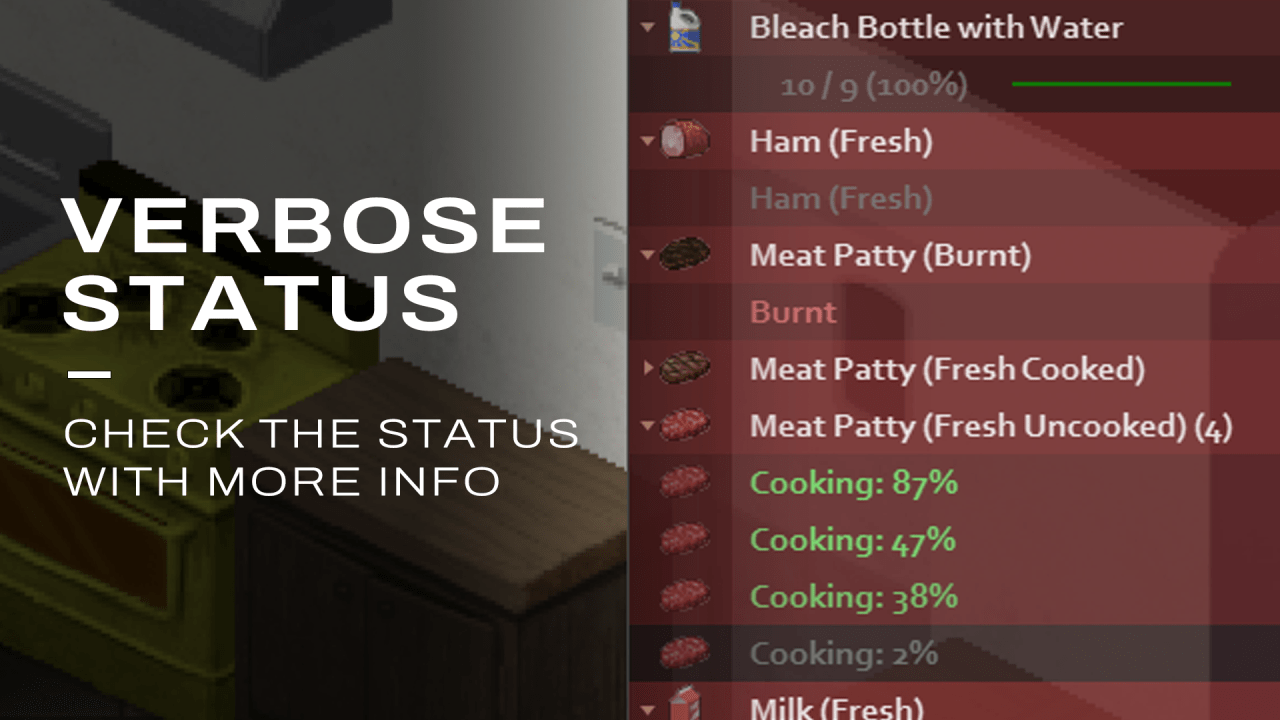 VERBOSE
STATUS
CHECK THE STATUS
WITH MORE INFO
Bleach Bottle with Water
10 / 9 (100%)
Ham (Fresh)
Ham (Fresh)
Meat Patty (Burnt)
Burnt
Meat Patty (Fresh Cooked)
Meat Patty (Fresh Uncooked) (4)
Cooking: 87%
Cooking: 47%
Cooking: 38%
Cooking: 2%
Milk (Fresh)